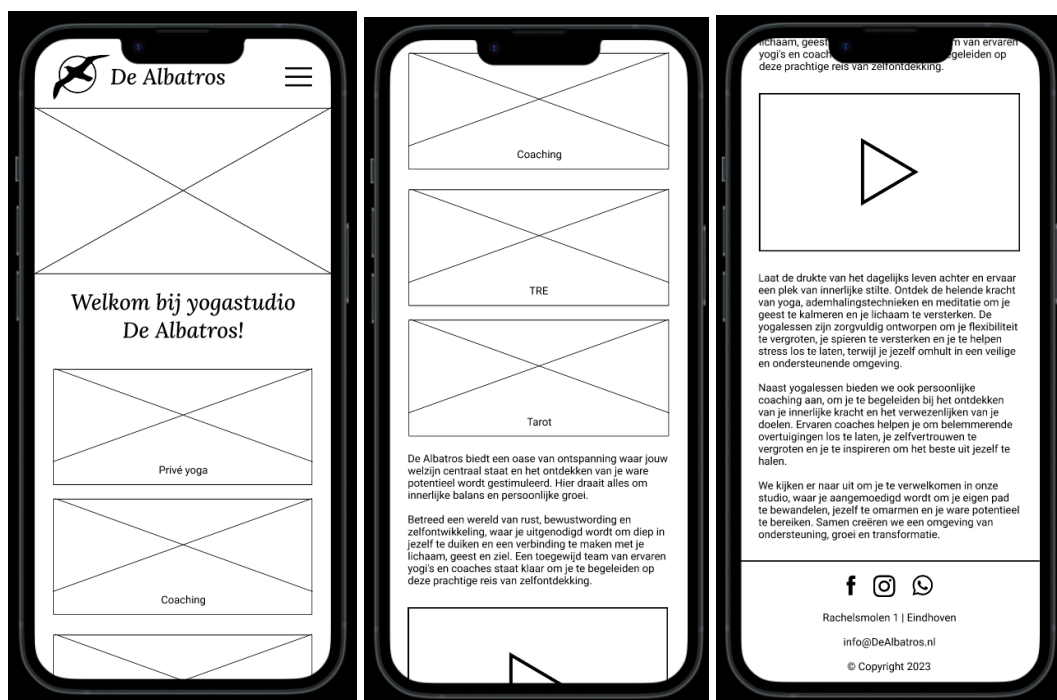 De Albatros
Welkom bij yogastudio
De Albatros!
Privé yoga
Coaching
Coaching
TRE
Tarot
De Albatros biedt een oase van ontspanning waar jouw
welzijn centraal staat en het ontdekken van je ware
potentieel wordt gestimuleerd. Hier draait alles om
innerlijke balans en persoonlijke groei.
Betreed een wereld van rust, bewustwording en
zelfontwikkeling, waar je uitgenodigd wordt om diep in
jezelf te duiken en een verbinding te maken met je
lichaam, geest en ziel. Een toegewijd team van ervaren
yogi's en coaches staat klaar om je te begeleiden op
deze prachtige reis van zelfontdekking.
lichaam, geest m van ervaren
yogi's en coach egeleiden op
deze prachtige reis van zelfontdekking.
Laat de drukte van het dagelijks leven achter en ervaar
een plek van innerlijke stilte. Ontdek de helende kracht
van yoga, ademhalingstechnieken en meditatie om je
geest te kalmeren en je lichaam te versterken. De
yogalessen zijn zorgvuldig ontworpen om je flexibiliteit
te vergroten, je spieren te versterken en je te helpen
stress los te laten, terwijl je jezelf omhult in een veilige
en ondersteunende omgeving.
Naast yogalessen bieden we ook persoonlijke
coaching aan, om je te begeleiden bij het ontdekken
van je innerlijke kracht en het verwezenlijken van je
doelen. Ervaren coaches helpen je om belemmerende
overtuigingen los te laten, je zelfvertrouwen te
vergroten en je te inspireren om het beste uit jezelf te
halen.
We kijken er naar uit om je te verwelkomen in onze
studio, waar je aangemoedigd wordt om je eigen pad
te bewandelen, jezelf te omarmen en je ware potentieel
te bereiken. Samen creëren we een omgeving van
ondersteuning, groei en transformatie.
Rachelsmolen 1 | Eindhoven
info@DeAlbatros.nl
© Copyright 2023